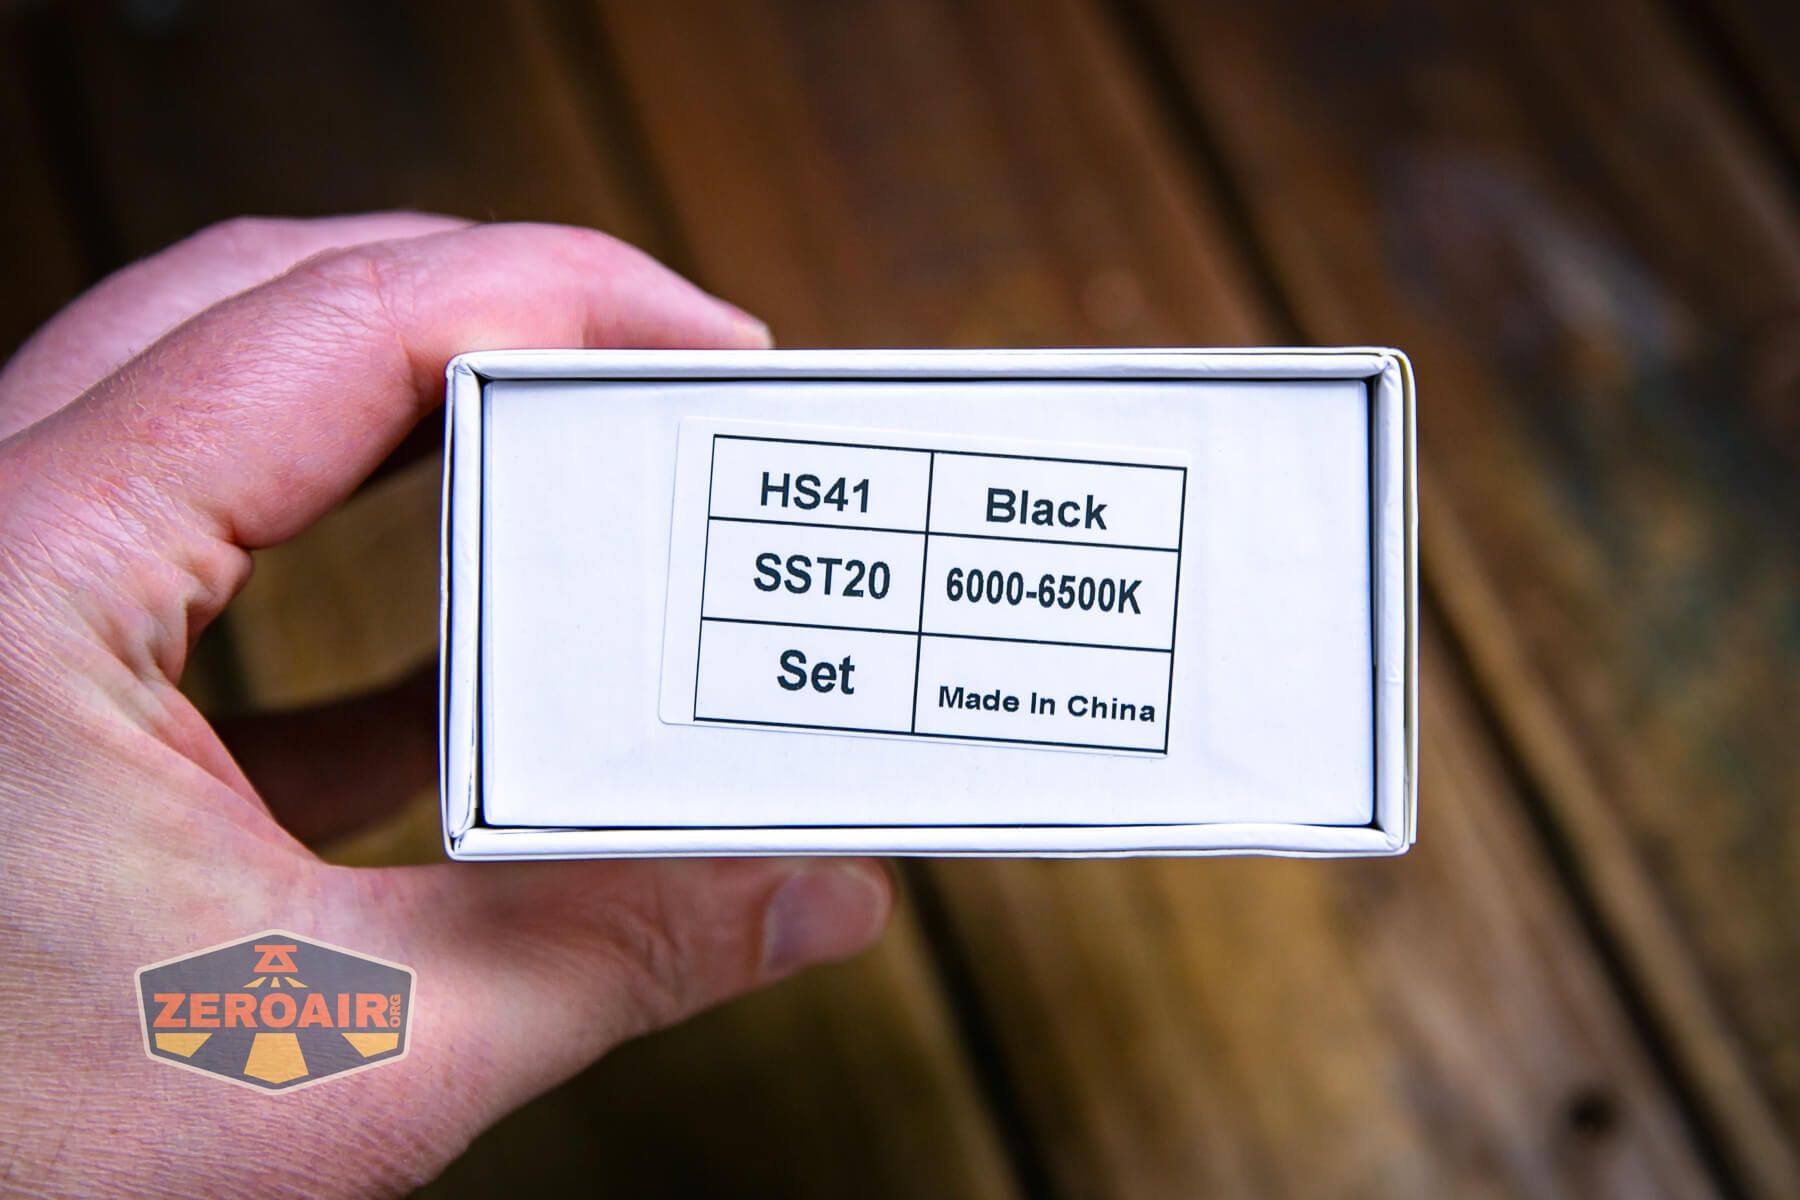 HS41 Black
SST20 6000-6500K
Set Made In China
ZEROAIR.ORG